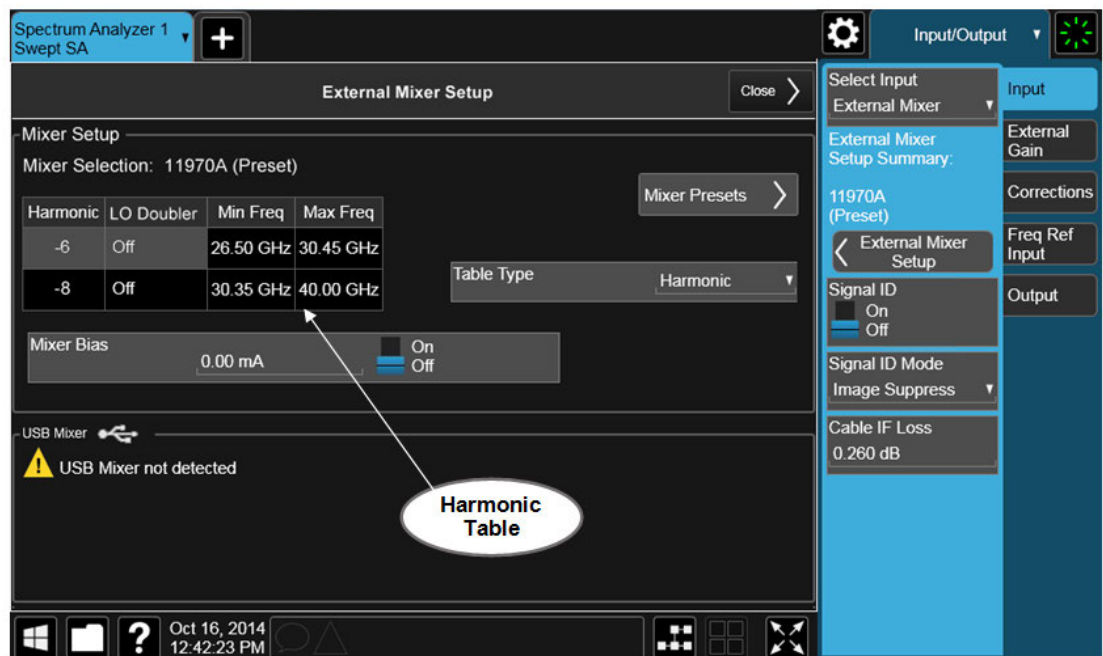 Spectrum Analyzer 1
Swept SA
Input/Output
External Mixer Setup
Close
Mixer Setup
Mixer Selection: 11970A (Preset)
Mixer Presets
Harmonic LO Doubler Min Freq Max Freq
-6 Off 26.50 GHz 30.45 GHz
-8 Off 30.35 GHz 40.00 GHz
Table Type Harmonic
Mixer Bias
0.00 mA
On
Off
USB Mixer
USB Mixer not detected
Harmonic
Table
Select Input
External Mixer
External Mixer
Setup Summary:
11970A
(Preset)
External Mixer
Setup
Signal ID
On
Off
Signal ID Mode
Image Suppress
Cable IF Loss
0.260 dB
Input
External
Gain
Corrections
Freq Ref
Input
Output
?
Oct 16, 2014
12:42:23 PM